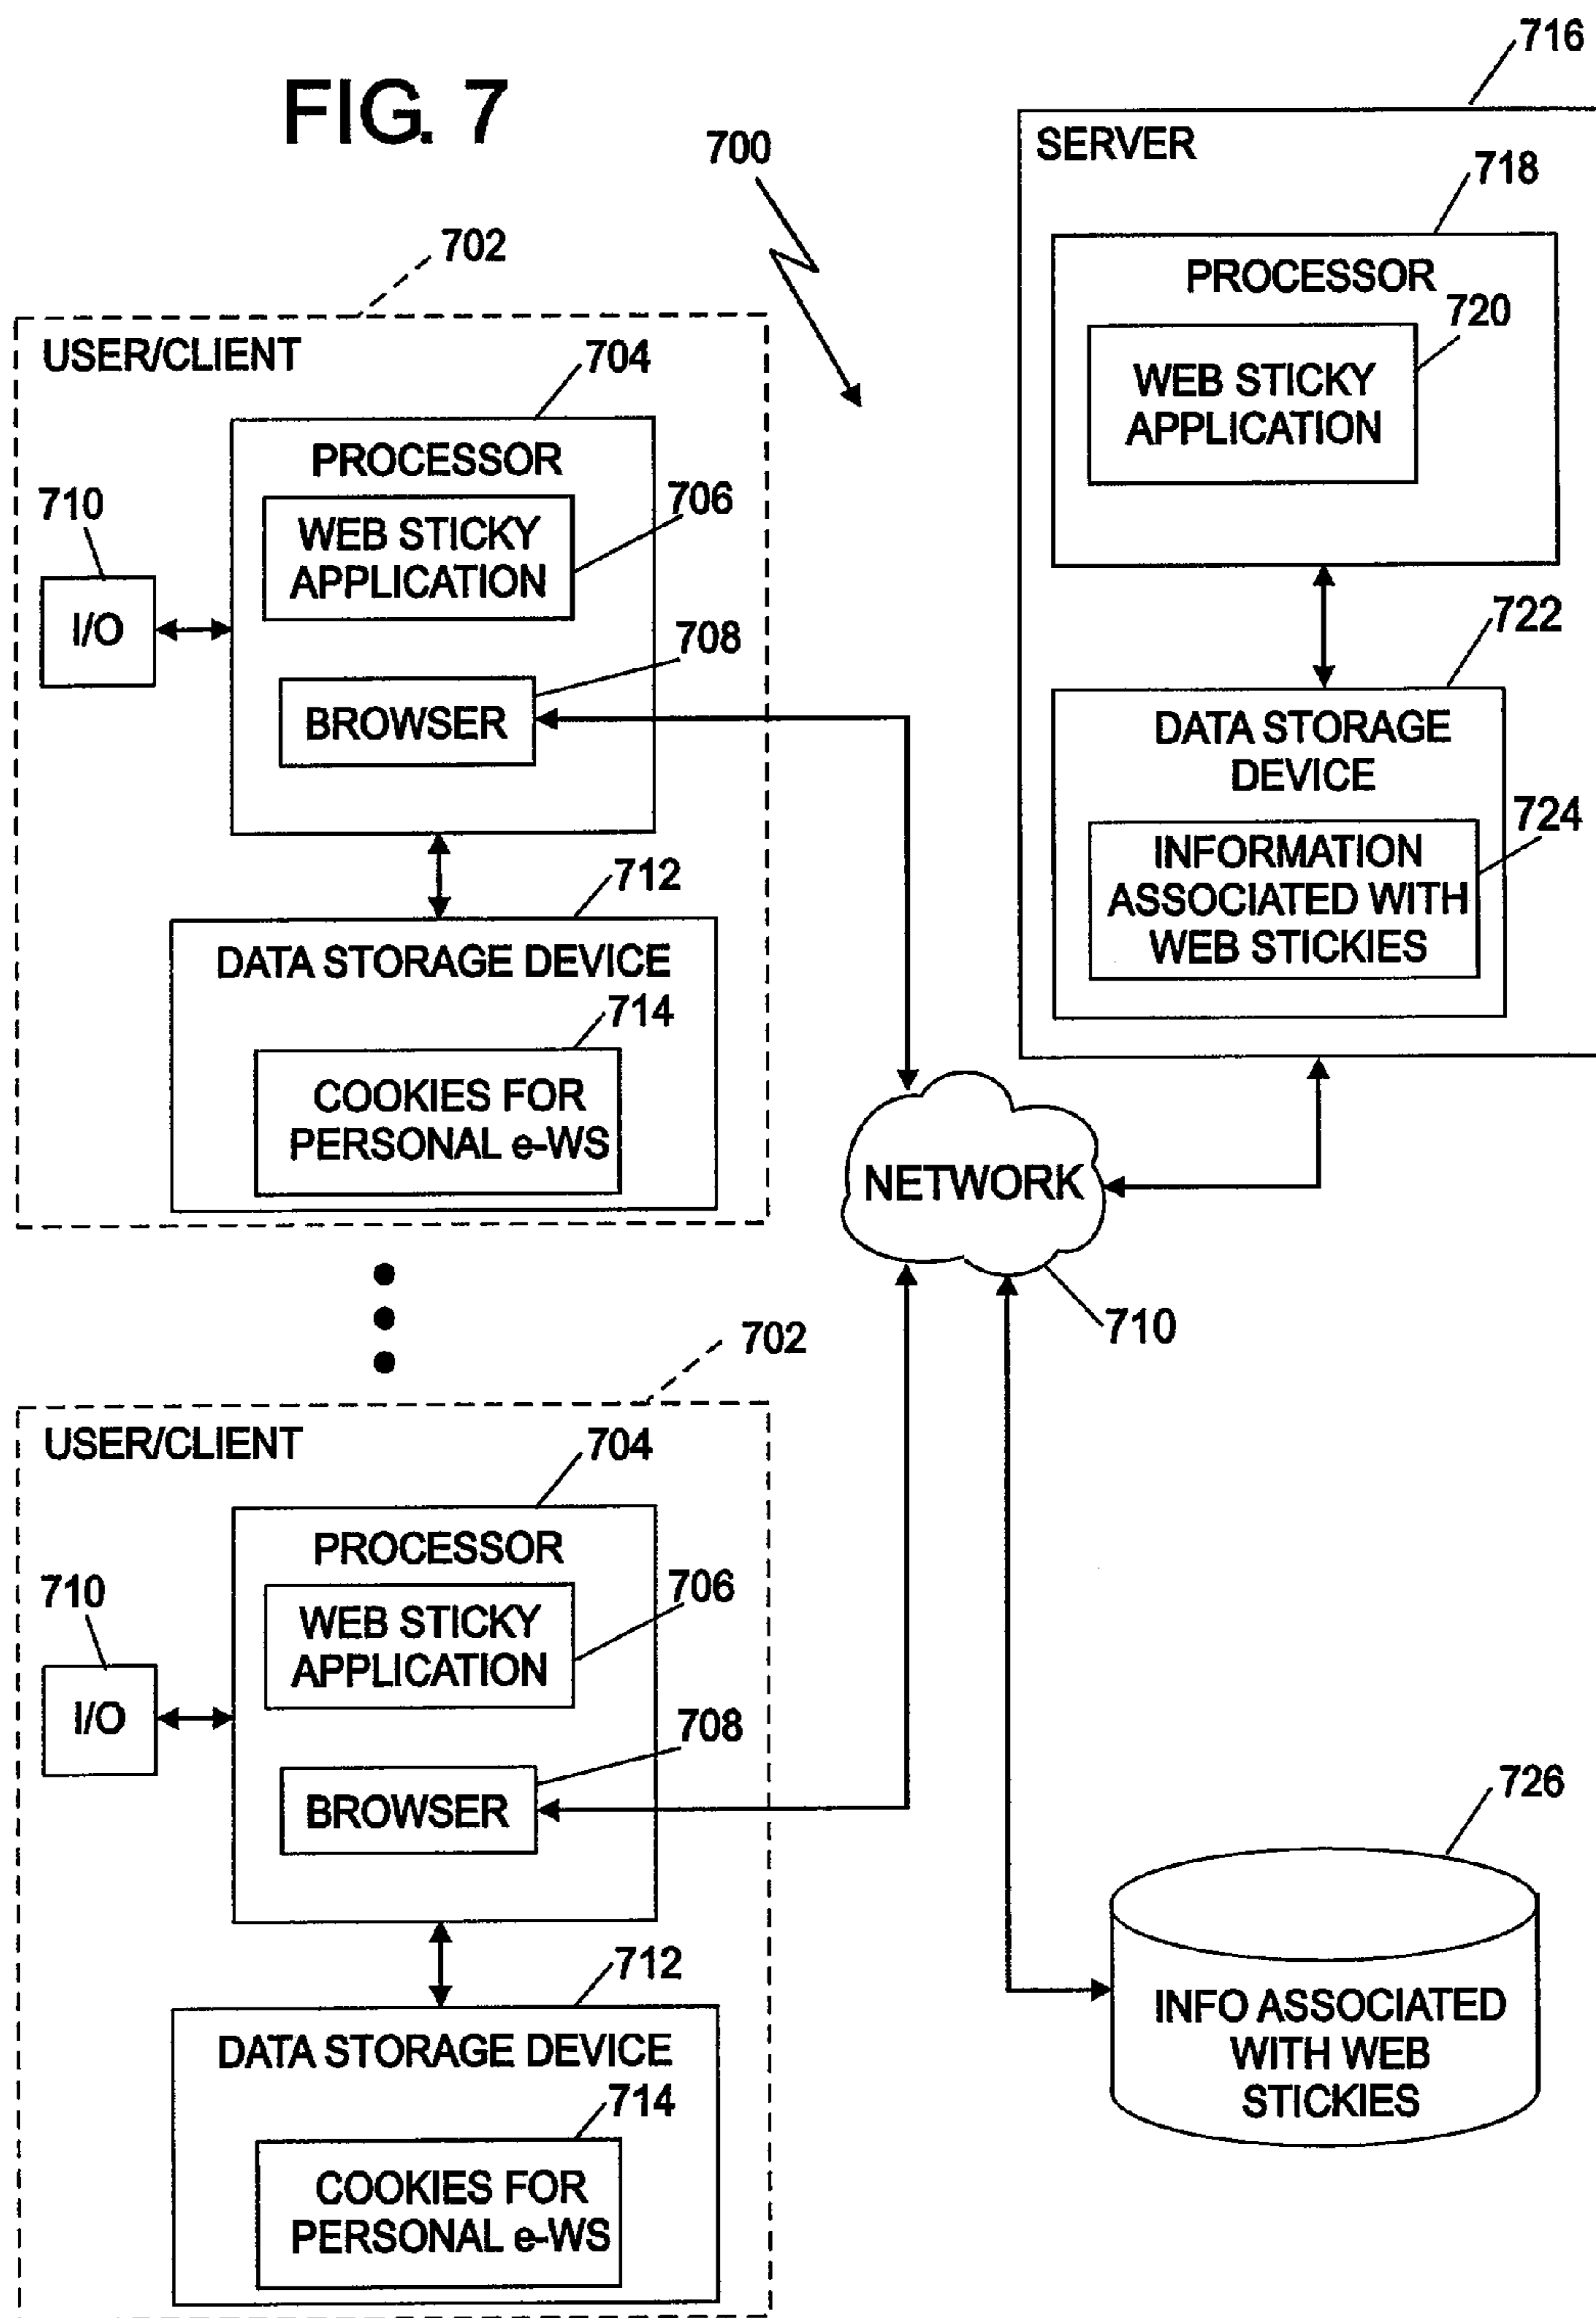 FIG. 7
700
716
SERVER
718
PROCESSOR
720
WEB STICKY
APPLICATION
722
DATA STORAGE
DEVICE
724
INFORMATION
ASSOCIATED WITH
WEB STICKIES
702
USER/CLIENT
704
PROCESSOR
706
WEB STICKY
APPLICATION
710
I/O
708
BROWSER
712
DATA STORAGE DEVICE
714
COOKIES FOR
PERSONAL e-WS
NETWORK
710
702
USER/CLIENT
704
PROCESSOR
706
WEB STICKY
APPLICATION
710
I/O
708
BROWSER
712
DATA STORAGE DEVICE
714
COOKIES FOR
PERSONAL e-WS
726
INFO ASSOCIATED
WITH WEB
STICKIES